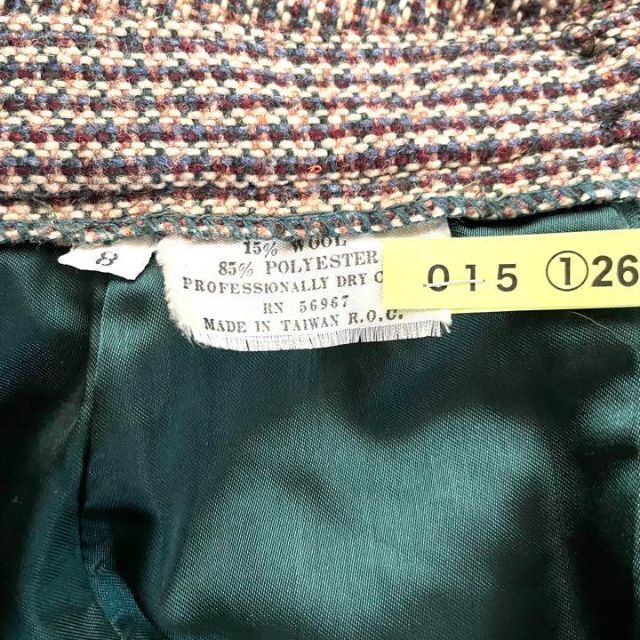 8
15% WOOL
85% POLYESTER
PROFESSIONALLY DRY C
RN 56967
MADE IN TAIWAN R.O.C.
015 ①26